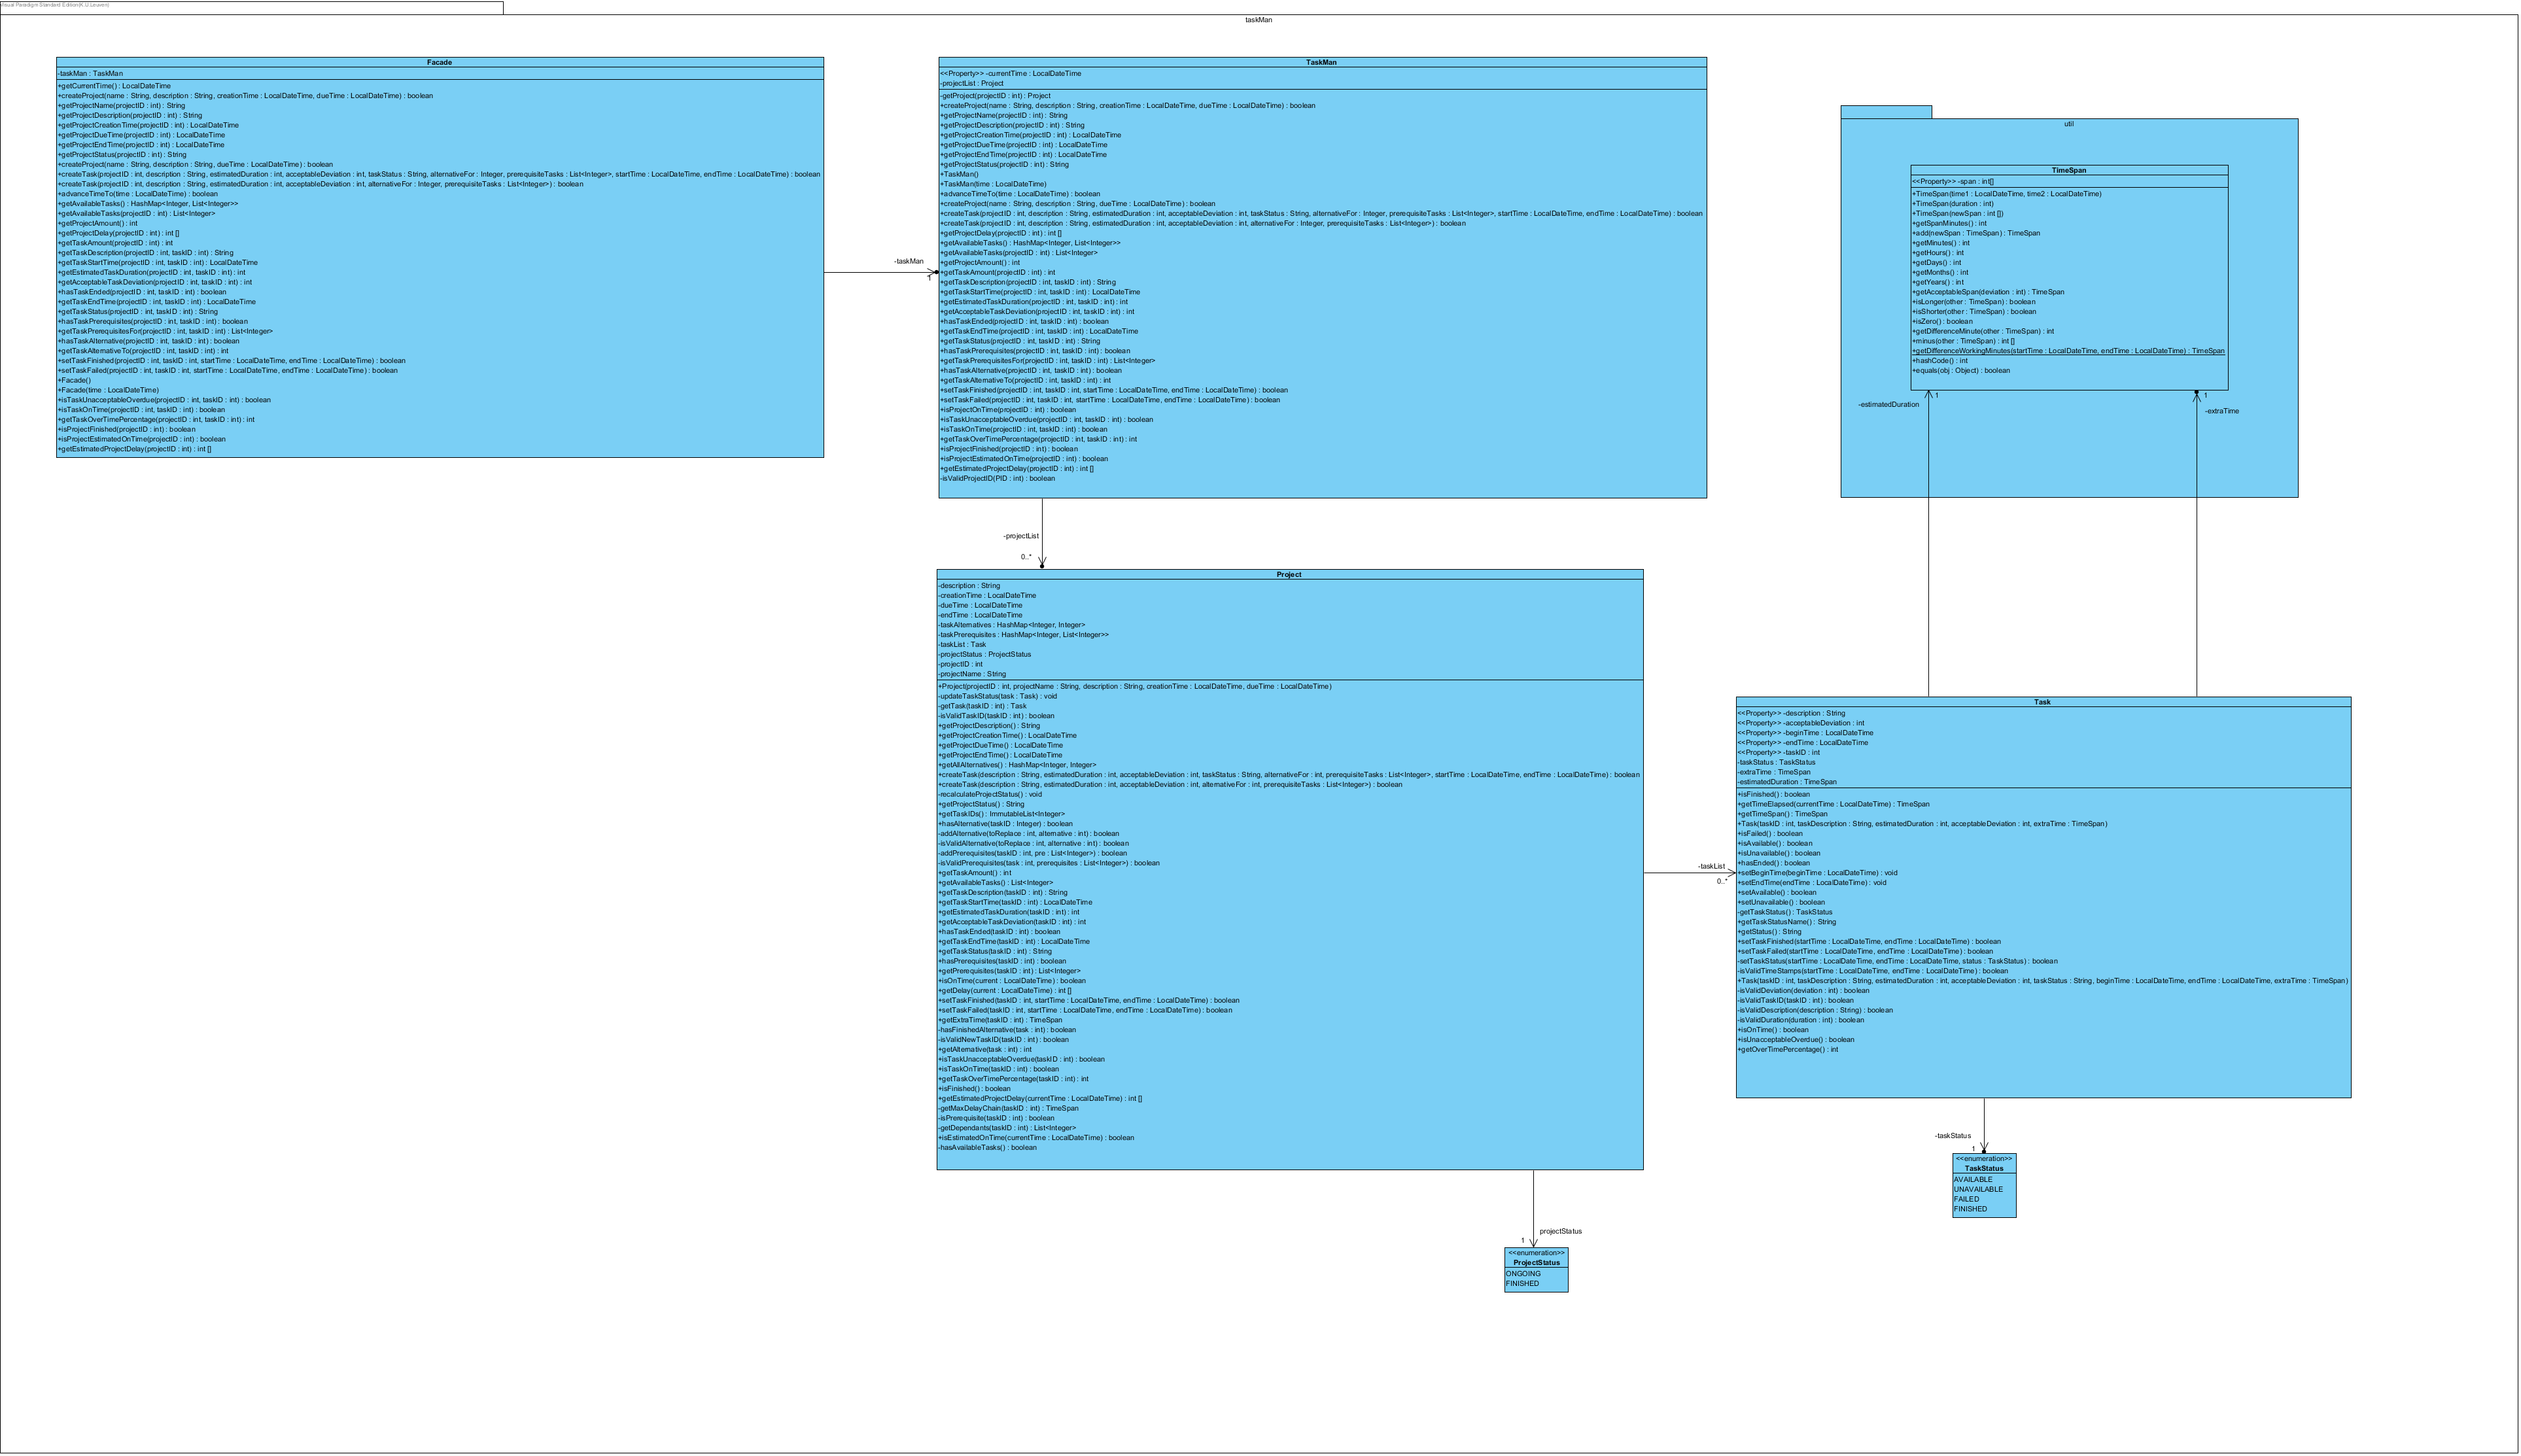 Visual Paradigm Standard Edition(K.U.Leuven)
taskMan
Facade
-taskMan : TaskMan
+getCurrentTime() : LocalDateTime
+createProject(name : String, description : String, creationTime : LocalDateTime, dueTime : LocalDateTime) : boolean
+getProjectName(projectID : int) : String
+getProjectDescription(projectID : int) : String
+getProjectCreationTime(projectID : int) : LocalDateTime
+getProjectDueTime(projectID : int) : LocalDateTime
+getProjectEndTime(projectID : int) : LocalDateTime
+getProjectStatus(projectID : int) : String
+createProject(name : String, description : String, dueTime : LocalDateTime) : boolean
+createTask(projectID : int, description : String, estimatedDuration : int, acceptableDeviation : int, taskStatus : String, alternativeFor : Integer, prerequisiteTasks : List<Integer>, startTime : LocalDateTime, endTime : LocalDateTime) : boolean
+createTask(projectID : int, description : String, estimatedDuration : int, acceptableDeviation : int, alternativeFor : Integer, prerequisiteTasks : List<Integer>) : boolean
+advanceTimeTo(time : LocalDateTime) : boolean
+getAvailableTasks() : HashMap<Integer, List<Integer>>
+getAvailableTasks(projectID : int) : List<Integer>
+getProjectAmount() : int
+getProjectDelay(projectID : int) : int []
+getTaskAmount(projectID : int) : int
+getTaskDescription(projectID : int, taskID : int) : String
+getTaskStartTime(projectID : int, taskID : int) : LocalDateTime
+getEstimatedTaskDuration(projectID : int, taskID : int) : int
+getAcceptableTaskDeviation(projectID : int, taskID : int) : int
+hasTaskEnded(projectID : int, taskID : int) : boolean
+getTaskEndTime(projectID : int, taskID : int) : LocalDateTime
+getTaskStatus(projectID : int, taskID : int) : String
+hasTaskPrerequisites(projectID : int, taskID : int) : boolean
+getTaskPrerequisitesFor(projectID : int, taskID : int) : List<Integer>
+hasTaskAlternative(projectID : int, taskID : int) : boolean
+getTaskAlternativeTo(projectID : int, taskID : int) : int
+setTaskFinished(projectID : int, taskID : int, startTime : LocalDateTime, endTime : LocalDateTime) : boolean
+setTaskFailed(projectID : int, taskID : int, startTime : LocalDateTime, endTime : LocalDateTime) : boolean
+Facade()
+Facade(time : LocalDateTime)
+isTaskUnacceptableOverdue(projectID : int, taskID : int) : boolean
+isTaskOnTime(projectID : int, taskID : int) : boolean
+getTaskOverTimePercentage(projectID : int, taskID : int) : int
+isProjectFinished(projectID : int) : boolean
+isProjectEstimatedOnTime(projectID : int) : boolean
+getEstimatedProjectDelay(projectID : int) : int []
-taskMan
1
TaskMan
<<Property>> -currentTime : LocalDateTime
-projectList : Project
-getProject(projectID : int) : Project
+createProject(name : String, description : String, creationTime : LocalDateTime, dueTime : LocalDateTime) : boolean
+getProjectName(projectID : int) : String
+getProjectDescription(projectID : int) : String
+getProjectCreationTime(projectID : int) : LocalDateTime
+getProjectDueTime(projectID : int) : LocalDateTime
+getProjectEndTime(projectID : int) : LocalDateTime
+getProjectStatus(projectID : int) : String
+TaskMan()
+TaskMan(time : LocalDateTime)
+advanceTimeTo(time : LocalDateTime) : boolean
+createProject(name : String, description : String, dueTime : LocalDateTime) : boolean
+createTask(projectID : int, description : String, estimatedDuration : int, acceptableDeviation : int, taskStatus : String, alternativeFor : Integer, prerequisiteTasks : List<Integer>, startTime : LocalDateTime, endTime : LocalDateTime) : boolean
+createTask(projectID : int, description : String, estimatedDuration : int, acceptableDeviation : int, alternativeFor : Integer, prerequisiteTasks : List<Integer>) : boolean
+getProjectDelay(projectID : int) : int []
+getAvailableTasks() : HashMap<Integer, List<Integer>>
+getAvailableTasks(projectID : int) : List<Integer>
+getProjectAmount() : int
+getTaskAmount(projectID : int) : int
+getTaskDescription(projectID : int, taskID : int) : String
+getTaskStartTime(projectID : int, taskID : int) : LocalDateTime
+getEstimatedTaskDuration(projectID : int, taskID : int) : int
+getAcceptableTaskDeviation(projectID : int, taskID : int) : int
+hasTaskEnded(projectID : int, taskID : int) : boolean
+getTaskEndTime(projectID : int, taskID : int) : LocalDateTime
+getTaskStatus(projectID : int, taskID : int) : String
+hasTaskPrerequisites(projectID : int, taskID : int) : boolean
+getTaskPrerequisitesFor(projectID : int, taskID : int) : List<Integer>
+hasTaskAlternative(projectID : int, taskID : int) : boolean
+getTaskAlternativeTo(projectID : int, taskID : int) : int
+setTaskFinished(projectID : int, taskID : int, startTime : LocalDateTime, endTime : LocalDateTime) : boolean
+setTaskFailed(projectID : int, taskID : int, startTime : LocalDateTime, endTime : LocalDateTime) : boolean
+isProjectOnTime(projectID : int) : boolean
+isTaskUnacceptableOverdue(projectID : int, taskID : int) : boolean
+isTaskOnTime(projectID : int, taskID : int) : boolean
+getTaskOverTimePercentage(projectID : int, taskID : int) : int
+isProjectFinished(projectID : int) : boolean
+isProjectEstimatedOnTime(projectID : int) : boolean
+getEstimatedProjectDelay(projectID : int) : int []
-isValidProjectID(PID : int) : boolean
util
TimeSpan
<<Property>> -span : int[]
+TimeSpan(time1 : LocalDateTime, time2 : LocalDateTime)
+TimeSpan(duration : int)
+TimeSpan(newSpan : int [])
+getSpanMinutes() : int
+add(newSpan : TimeSpan) : TimeSpan
+getMinutes() : int
+getHours() : int
+getDays() : int
+getMonths() : int
+getYears() : int
+getAcceptableSpan(deviation : int) : TimeSpan
+isLonger(other : TimeSpan) : boolean
+isShorter(other : TimeSpan) : boolean
+isZero() : boolean
+getDifferenceMinute(other : TimeSpan) : int
+minus(other : TimeSpan) : int []
+getDifferenceWorkingMinutes(startTime : LocalDateTime, endTime : LocalDateTime) : TimeSpan
+hashCode() : int
+equals(obj : Object) : boolean
-estimatedDuration
1
1
-extraTime
-projectList
0..*
Project
-description : String
-creationTime : LocalDateTime
-dueTime : LocalDateTime
-endTime : LocalDateTime
-taskAlternatives : HashMap<Integer, Integer>
-taskPrerequisites : HashMap<Integer, List<Integer>>
-taskList : Task
-projectStatus : ProjectStatus
-projectID : int
-projectName : String
+Project(projectID : int, projectName : String, description : String, creationTime : LocalDateTime, dueTime : LocalDateTime)
-updateTaskStatus(task : Task) : void
-getTask(taskID : int) : Task
-isValidTaskID(taskID : int) : boolean
+getProjectDescription() : String
+getProjectCreationTime() : LocalDateTime
+getProjectDueTime() : LocalDateTime
+getProjectEndTime() : LocalDateTime
+getAllAlternatives() : HashMap<Integer, Integer>
+createTask(description : String, estimatedDuration : int, acceptableDeviation : int, taskStatus : String, alternativeFor : int, prerequisiteTasks : List<Integer>, startTime : LocalDateTime, endTime : LocalDateTime) : boolean
+createTask(description : String, estimatedDuration : int, acceptableDeviation : int, alternativeFor : int, prerequisiteTasks : List<Integer>) : boolean
-recalculateProjectStatus() : void
+getProjectStatus() : String
+getTaskIDs() : ImmutableList<Integer>
+hasAlternative(taskID : Integer) : boolean
-addAlternative(toReplace : int, alternative : int) : boolean
-isValidAlternative(toReplace : int, alternative : int) : boolean
-addPrerequisites(taskID : int, pre : List<Integer>) : boolean
-isValidPrerequisites(task : int, prerequisites : List<Integer>) : boolean
+getTaskAmount() : int
+getAvailableTasks() : List<Integer>
+getTaskDescription(taskID : int) : String
+getTaskStartTime(taskID : int) : LocalDateTime
+getEstimatedTaskDuration(taskID : int) : int
+getAcceptableTaskDeviation(taskID : int) : int
+hasTaskEnded(taskID : int) : boolean
+getTaskEndTime(taskID : int) : LocalDateTime
+getTaskStatus(taskID : int) : String
+hasPrerequisites(taskID : int) : boolean
+getPrerequisites(taskID : int) : List<Integer>
+isOnTime(current : LocalDateTime) : boolean
+getDelay(current : LocalDateTime) : int []
+setTaskFinished(taskID : int, startTime : LocalDateTime, endTime : LocalDateTime) : boolean
+setTaskFailed(taskID : int, startTime : LocalDateTime, endTime : LocalDateTime) : boolean
+getExtraTime(taskID : int) : TimeSpan
-hasFinishedAlternative(task : int) : boolean
-isValidNewTaskID(taskID : int) : boolean
+getAlternative(task : int) : int
+isTaskUnacceptableOverdue(taskID : int) : boolean
+isTaskOnTime(taskID : int) : boolean
+getTaskOverTimePercentage(taskID : int) : int
+isFinished() : boolean
+getEstimatedProjectDelay(currentTime : LocalDateTime) : int []
-getMaxDelayChain(taskID : int) : TimeSpan
-isPrerequisite(taskID : int) : boolean
-getDependants(taskID : int) : List<Integer>
+isEstimatedOnTime(currentTime : LocalDateTime) : boolean
-hasAvailableTasks() : boolean
-taskList
0..*
Task
<<Property>> -description : String
<<Property>> -acceptableDeviation : int
<<Property>> -beginTime : LocalDateTime
<<Property>> -endTime : LocalDateTime
<<Property>> -taskID : int
-taskStatus : TaskStatus
-extraTime : TimeSpan
-estimatedDuration : TimeSpan
+isFinished() : boolean
+getTimeElapsed(currentTime : LocalDateTime) : TimeSpan
+getTimeSpan() : TimeSpan
+Task(taskID : int, taskDescription : String, estimatedDuration : int, acceptableDeviation : int, extraTime : TimeSpan)
+isFailed() : boolean
+isAvailable() : boolean
+isUnavailable() : boolean
+hasEnded() : boolean
+setBeginTime(beginTime : LocalDateTime) : void
+setEndTime(endTime : LocalDateTime) : void
+setAvailable() : boolean
+setUnavailable() : boolean
-getTaskStatus() : TaskStatus
+getTaskStatusName() : String
+getStatus() : String
+setTaskFinished(startTime : LocalDateTime, endTime : LocalDateTime) : boolean
+setTaskFailed(startTime : LocalDateTime, endTime : LocalDateTime) : boolean
-setTaskStatus(startTime : LocalDateTime, endTime : LocalDateTime, status : TaskStatus) : boolean
-isValidTimeStamps(startTime : LocalDateTime, endTime : LocalDateTime) : boolean
+Task(taskID : int, taskDescription : String, estimatedDuration : int, acceptableDeviation : int, taskStatus : String, beginTime : LocalDateTime, endTime : LocalDateTime, extraTime : TimeSpan)
-isValidDeviation(deviation : int) : boolean
-isValidTaskID(taskID : int) : boolean
-isValidDescription(description : String) : boolean
-isValidDuration(duration : int) : boolean
+isOnTime() : boolean
+isUnacceptableOverdue() : boolean
+getOverTimePercentage() : int
-taskStatus
1
<<enumeration>>
TaskStatus
AVAILABLE
UNAVAILABLE
FAILED
FINISHED
projectStatus
1
<<enumeration>>
ProjectStatus
ONGOING
FINISHED